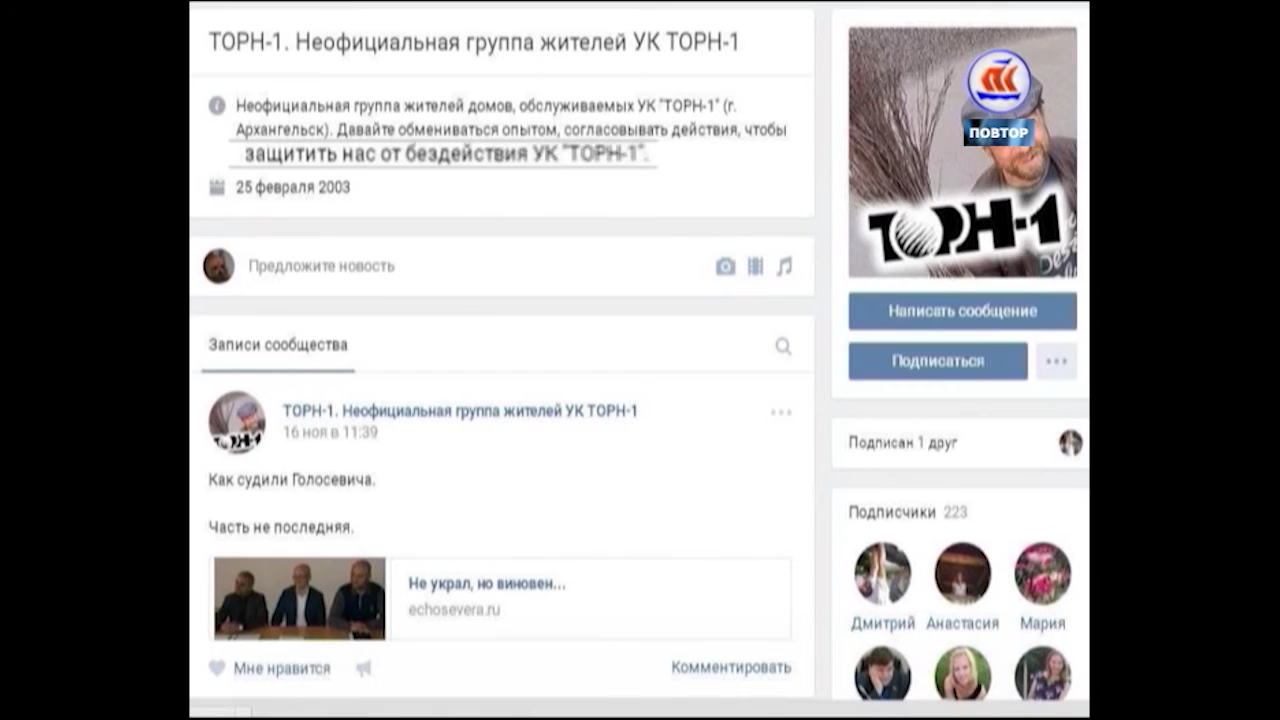 ТОРН-1. Неофициальная группа жителей УК ТОРН-1
Неофициальная группа жителей домов, обслуживаемых УК "ТОРН-1" (г.
Архангельск). Давайте обмениваться опытом, согласовывать действия, чтобы
защитить нас от бездействия УК "ТОРН-1".
25 февраля 2003
Предложите новость
Записи сообщества
ТОРН-1. Неофициальная группа жителей УК ТОРН-1
16 ноя в 11:39
Как судили Голосевича.
Часть не последняя.
Не украл, но виновен...
echosevera.ru
Мне нравится
Комментировать
ПОВТОР
ТОРН-1
Написать сообщение
Подписаться
Подписан 1 друг
Подписчики 223
Дмитрий Анастасия Мария